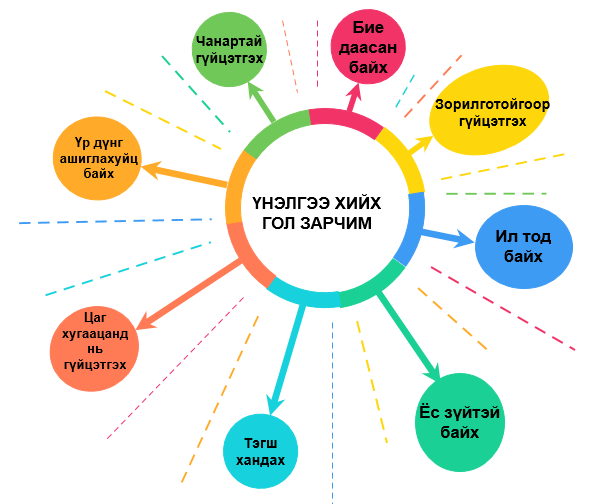 ҮНЭЛГЭЭ ХИЙХ
ГОЛ ЗАРЧИМ
Бие
даасан
байх
Зорилготойгоор
гүйцэтгэх
Ил тод
байх
Ёс зүйтэй
байх
Тэгш
хандах
Цаг
хугаацанд
нь
гүйцэтгэх
Үр дүнг
ашиглахуйц
байх
Чанартай
гүйцэтгэх